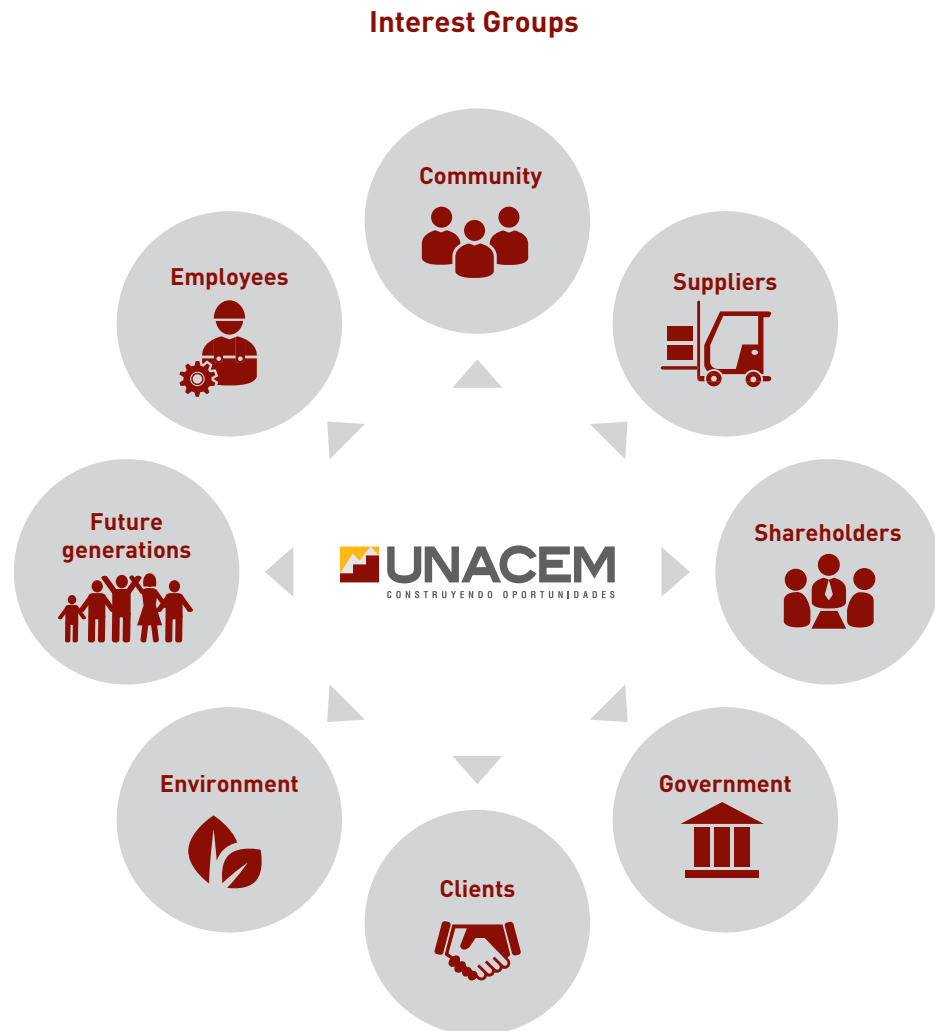 Interest Groups
Community
Employees
Suppliers
Future
generations
Shareholders
UNACEM
CONSTRUYENDO OPORTUNIDADES
Environment
Government
Clients